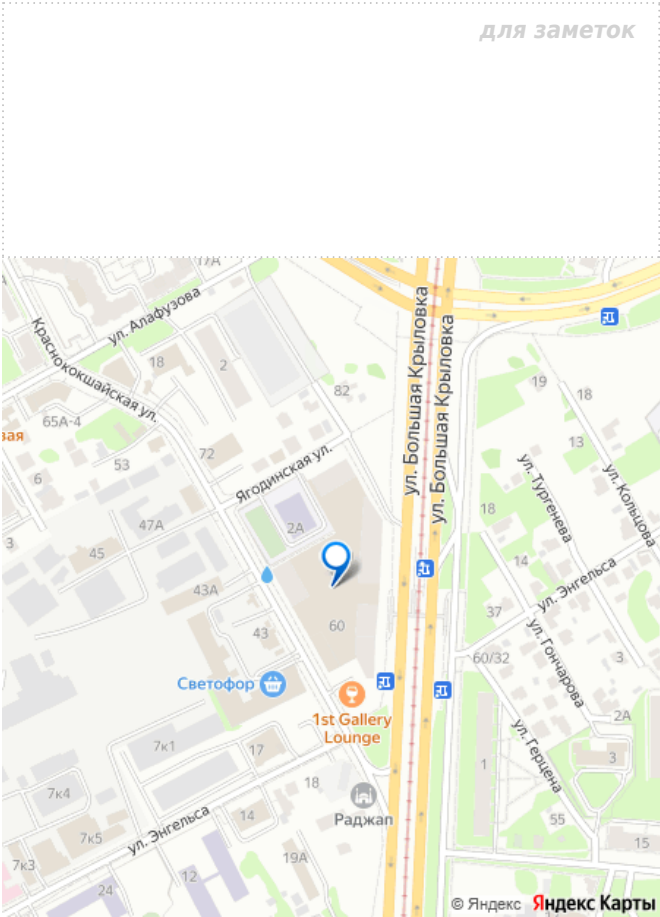 для заметок
17А
ул. Алафузова
Краснококшайская ул.
ул. Большая Крыловка
ул. Большая Крыловка
18
2
82
19
18
65А-4
вая
72
53
6
Ягодинская ул.
13
ул. Кольцова
ул. Тургенева
47А
2А
18
3
45
14
ул. Энгельса
43А
37
43
60
ул. Гончарова
60/32
3
Светофор
1st Gallery
Lounge
2А
7к1
17
ул. Герцена
3
1
18
7к4
Раджап
14
55
ул. Энгельса
7к5
15
7к3
19А
12
24
© Яндекс Яндекс Карты